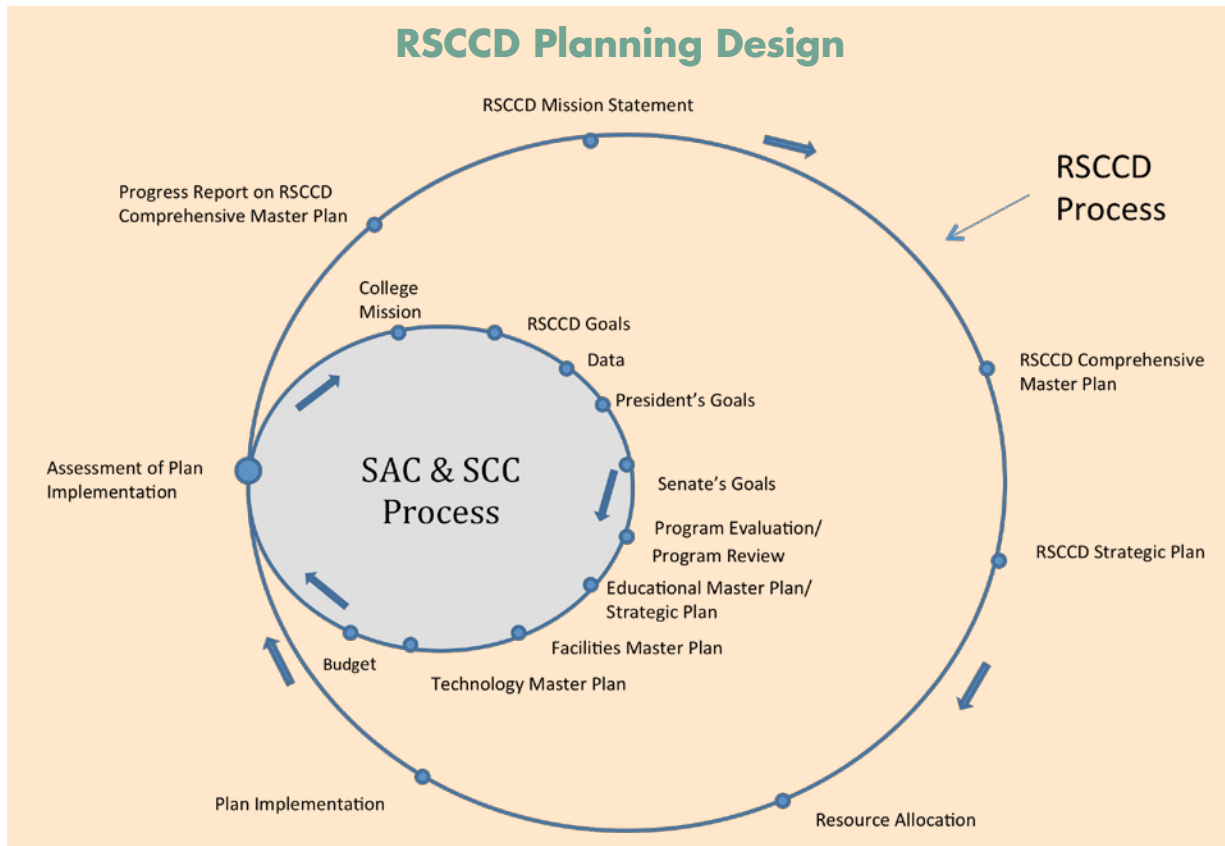 RSCCD Planning Design
RSCCD Mission Statement
RSCCD
Process
Progress Report on RSCCD
Comprehensive Master Plan
College
Mission
RSCCD Goals
Data
RSCCD Comprehensive
Master Plan
President's Goals
Assessment of Plan
Implementation
SAC & SCC
Process
Senate's Goals
Program Evaluation/
Program Review
RSCCD Strategic Plan
Educational Master Plan/
Strategic Plan
Facilities Master Plan
Budget
Technology Master Plan
Plan Implementation
Resource Allocation